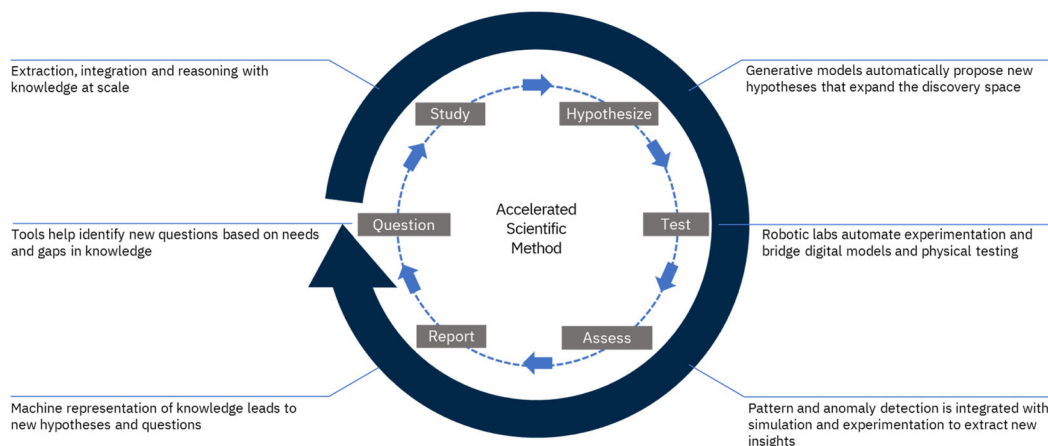 Extraction, integration and reasoning with
knowledge at scale
Generative models automatically propose new
hypotheses that expand the discovery space
Study
Hypothesize
Tools help identify new questions based on needs
and gaps in knowledge
Question
Accelerated
Scientific
Method
Test
Robotic labs automate experimentation and
bridge digital models and physical testing
Report
Assess
Machine representation of knowledge leads to
new hypotheses and questions
Pattern and anomaly detection is integrated with
simulation and experimentation to extract new
insights